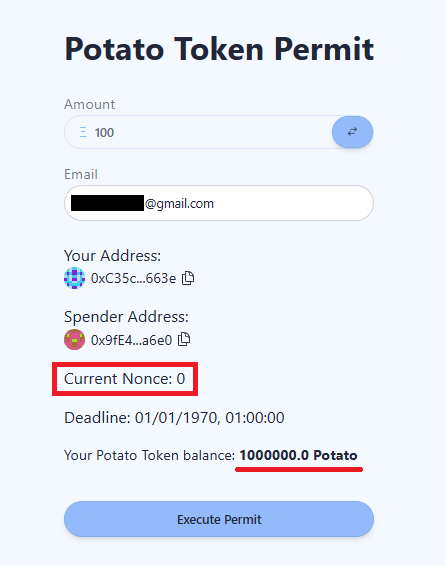 Potato Token Permit
Amount
Ξ 100
Email
@gmail.com
Your Address:
0xC35c...663e
Spender Address:
0x9fE4...a6e0
Current Nonce: 0
Deadline: 01/01/1970, 01:00:00
Your Potato Token balance: 1000000.0 Potato
Execute Permit